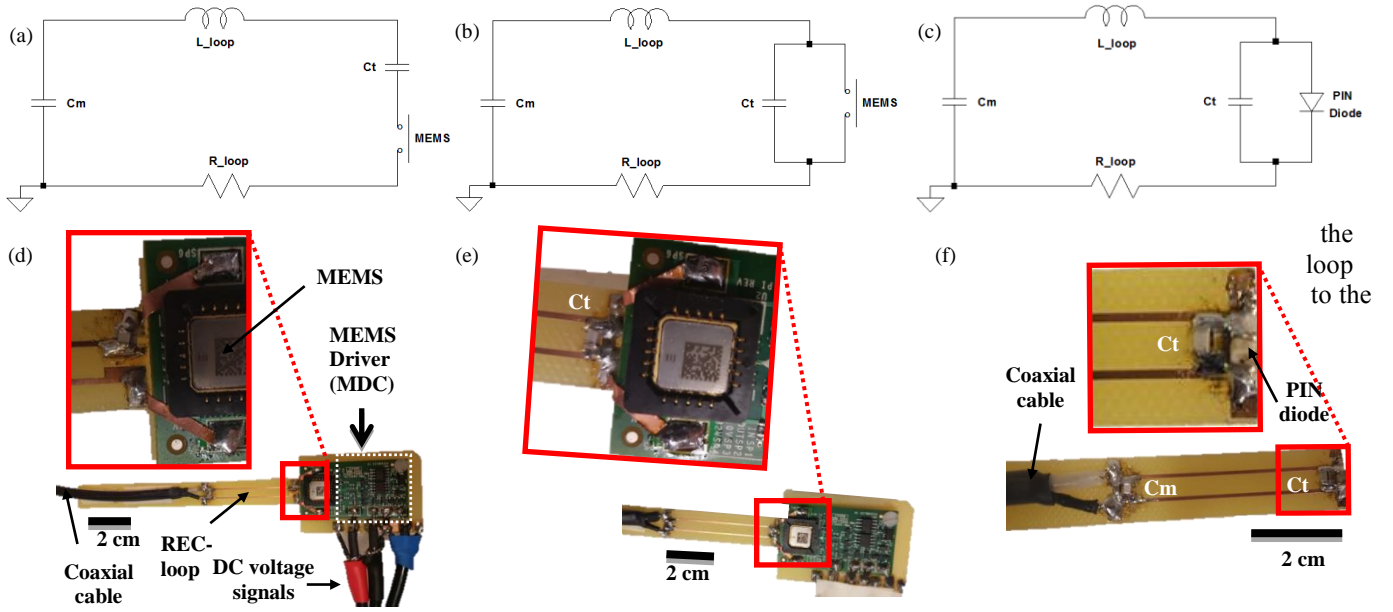 (a)
L_loop
Cm
Ct
MEMS
R_loop
(b)
L_loop
Cm
Ct
MEMS
R_loop
(c)
L_loop
Cm
Ct
PIN
Diode
R_loop
(d)
MEMS
MEMS
Driver
(MDC)
2 cm
Coaxial
cable
REC-
loop
DC voltage
signals
(e)
Ct
2 cm
(f)
the
loop
to the
Ct
Coaxial
cable
PIN
diode
Cm
Ct
2 cm